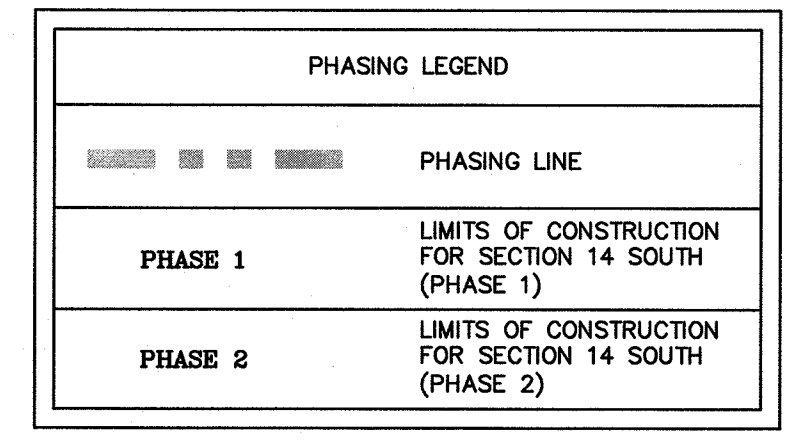 PHASING LEGEND
PHASING LINE
PHASE 1
LIMITS OF CONSTRUCTION
FOR SECTION 14 SOUTH
(PHASE 1)
PHASE 2
LIMITS OF CONSTRUCTION
FOR SECTION 14 SOUTH
(PHASE 2)